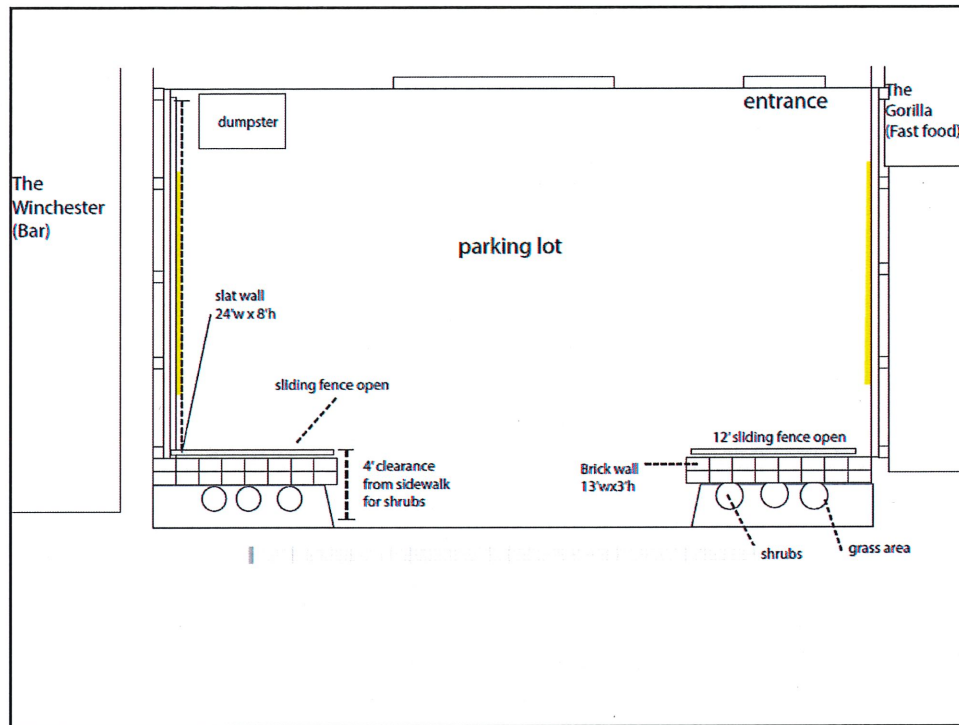 The
Gorilla
(Fast food)
entrance
dumpster
The
Winchester
(Bar)
parking lot
slat wall
24'w x 8'h
sliding fence open
12' sliding fence open
4' clearance
from sidewalk
for shrubs
Brick wall
13'wx3'h
shrubs
grass area